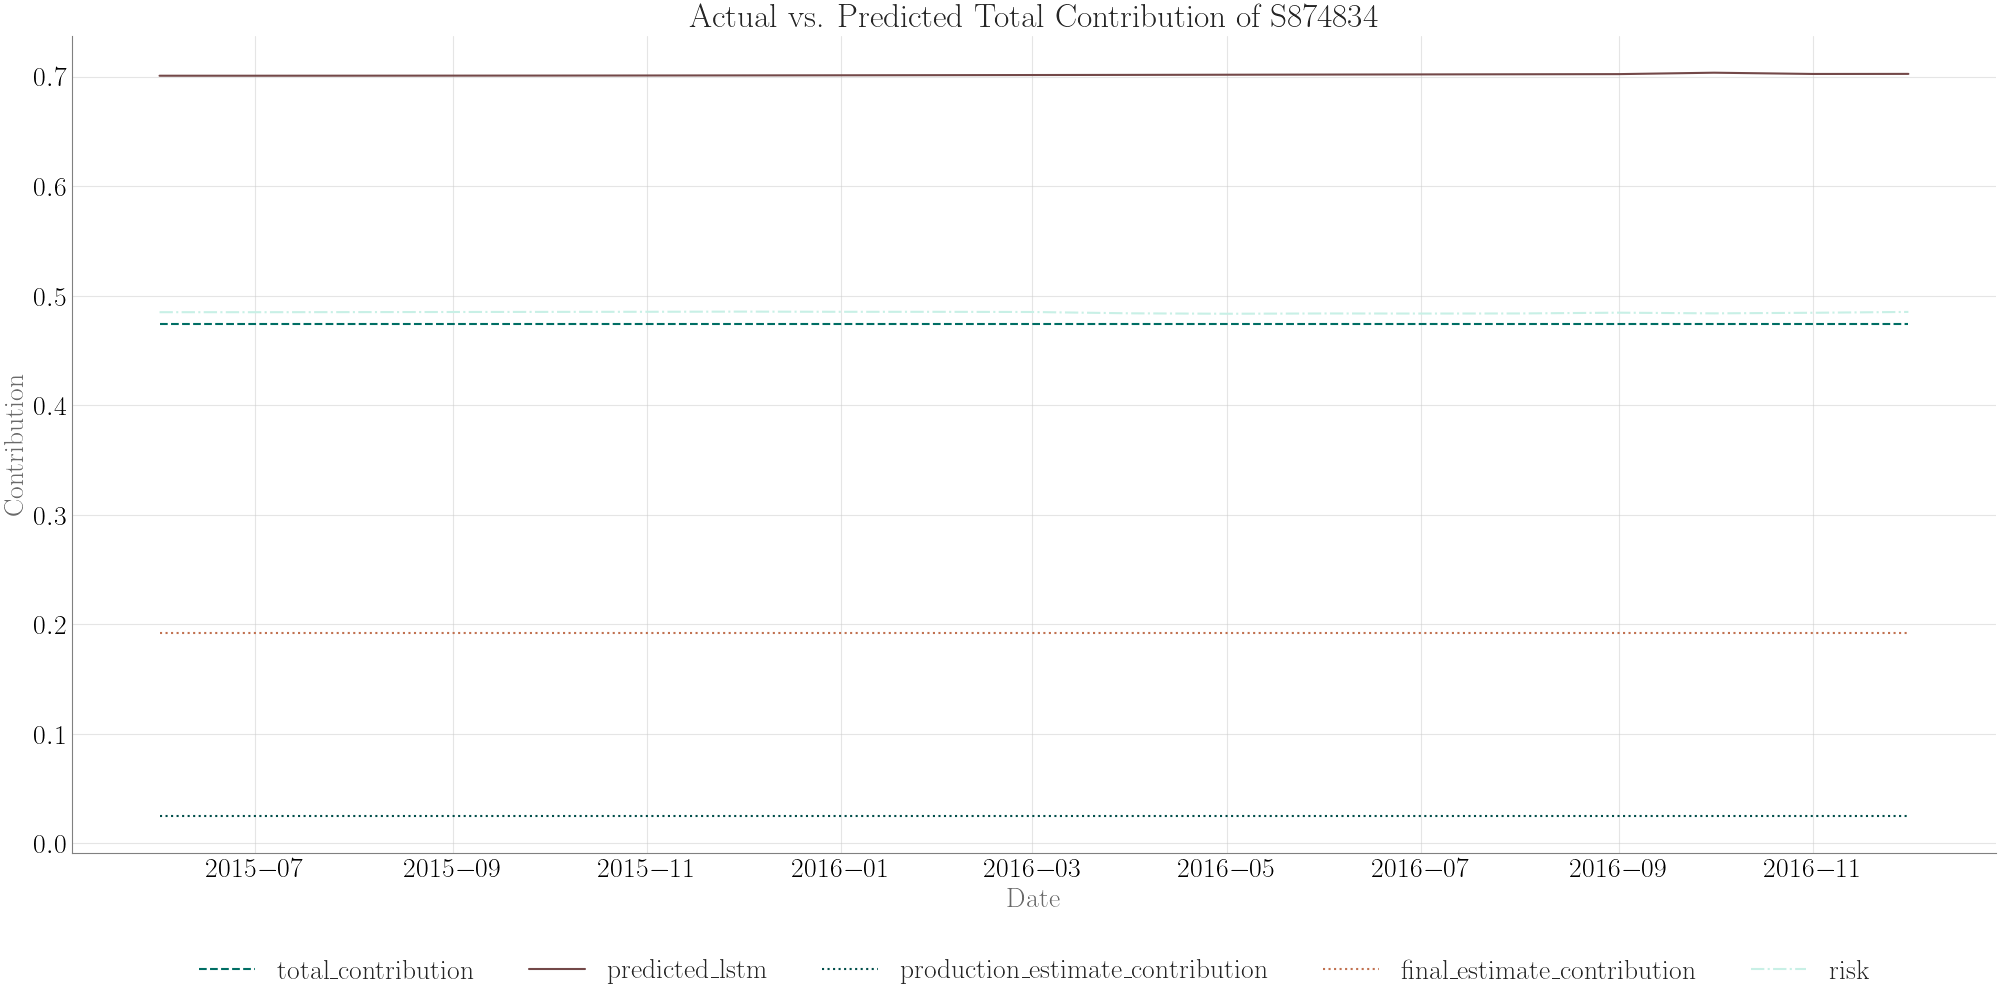 Actual vs. Predicted Total Contribution of S874834
0.7
0.6
0.5
0.4
0.3
0.2
0.1
0.0
Contribution
2015–07 2015–09 2015–11 2016–01 2016–03 2016–05 2016–07 2016–09 2016–11
Date
total_contribution predicted_lstm production_estimate_contribution final_estimate_contribution risk